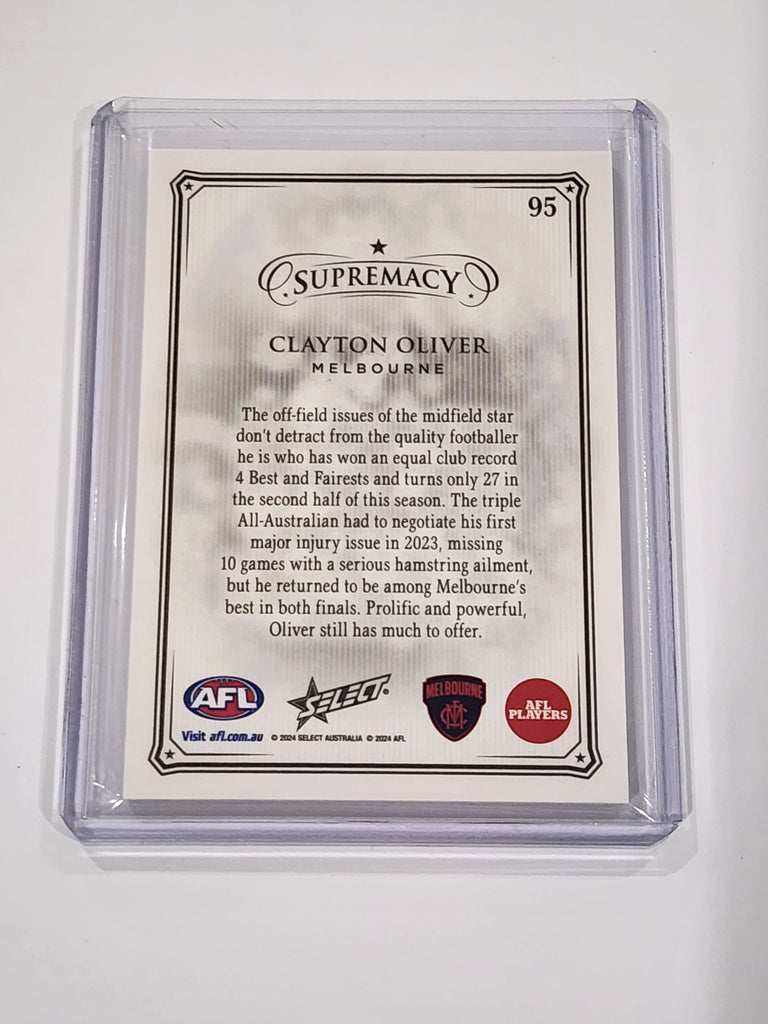 95
SUPREMACY
CLAYTON OLIVER
MELBOURNE
The off-field issues of the midfield star
don't detract from the quality footballer
he is who has won an equal club record
4 Best and Fairests and turns only 27 in
the second half of this season. The triple
All-Australian had to negotiate his first
major injury issue in 2023, missing
10 games with a serious hamstring ailment,
but he returned to be among Melbourne's
best in both finals. Prolific and powerful,
Oliver still has much to offer.
AFL
Visit afl.com.au
SELECT
© 2024 SELECT AUSTRALIA © 2024 AFL
MELBOURNE
MFC
AFL
PLAYERS